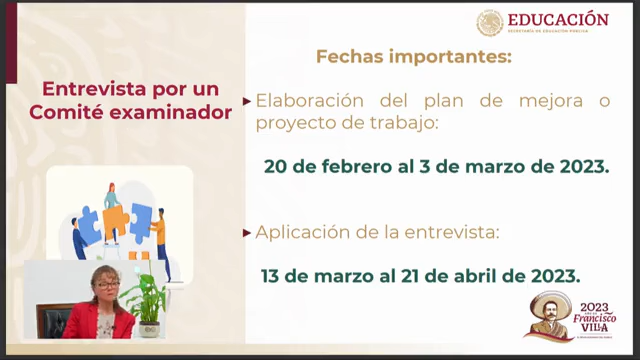 EDUCACIÓN
SECRETARÍA DE EDUCACIÓN PÚBLICA
Fechas importantes:
Entrevista por un
Comité examinador
Elaboración del plan de mejora o
proyecto de trabajo:
20 de febrero al 3 de marzo de 2023.
Aplicación de la entrevista:
13 de marzo al 21 de abril de 2023.
2023
Francisco
VILLA